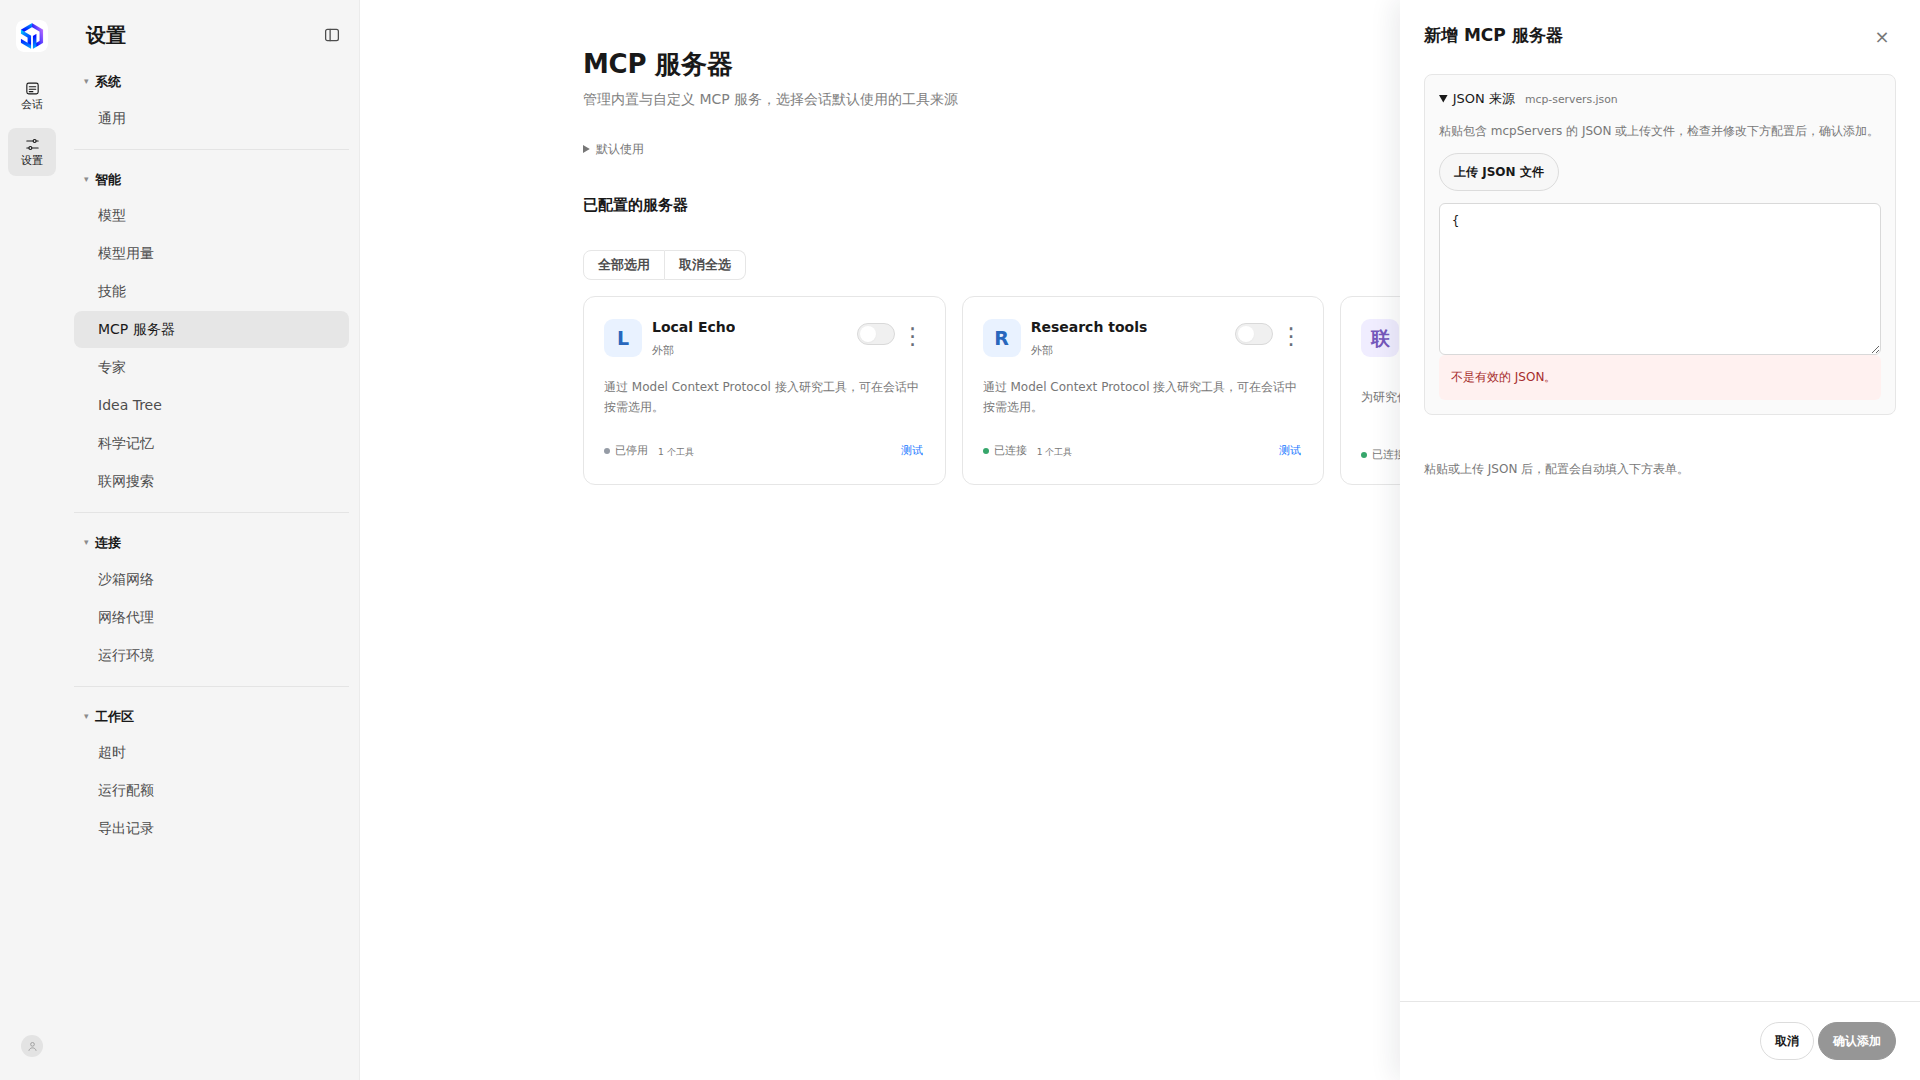 会话
设置
设置
系统
通用
智能
模型
模型用量
技能
MCP 服务器
专家
Idea Tree
科学记忆
联网搜索
连接
沙箱网络
网络代理
运行环境
工作区
超时
运行配额
导出记录
MCP 服务器
管理内置与自定义 MCP 服务，选择会话默认使用的工具来源
默认使用
已配置的服务器
全部选用 取消全选
L
Local Echo
外部
通过 Model Context Protocol 接入研究工具，可在会话中
按需选用。
已停用 1 个工具 测试
R
Research tools
外部
通过 Model Context Protocol 接入研究工具，可在会话中
按需选用。
已连接 1 个工具 测试
联
为研究
已连接
新增 MCP 服务器
JSON 来源 mcp-servers.json
粘贴包含 mcpServers 的 JSON 或上传文件，检查并修改下方配置后，确认添加。
上传 JSON 文件
{
不是有效的 JSON。
粘贴或上传 JSON 后，配置会自动填入下方表单。
取消 确认添加